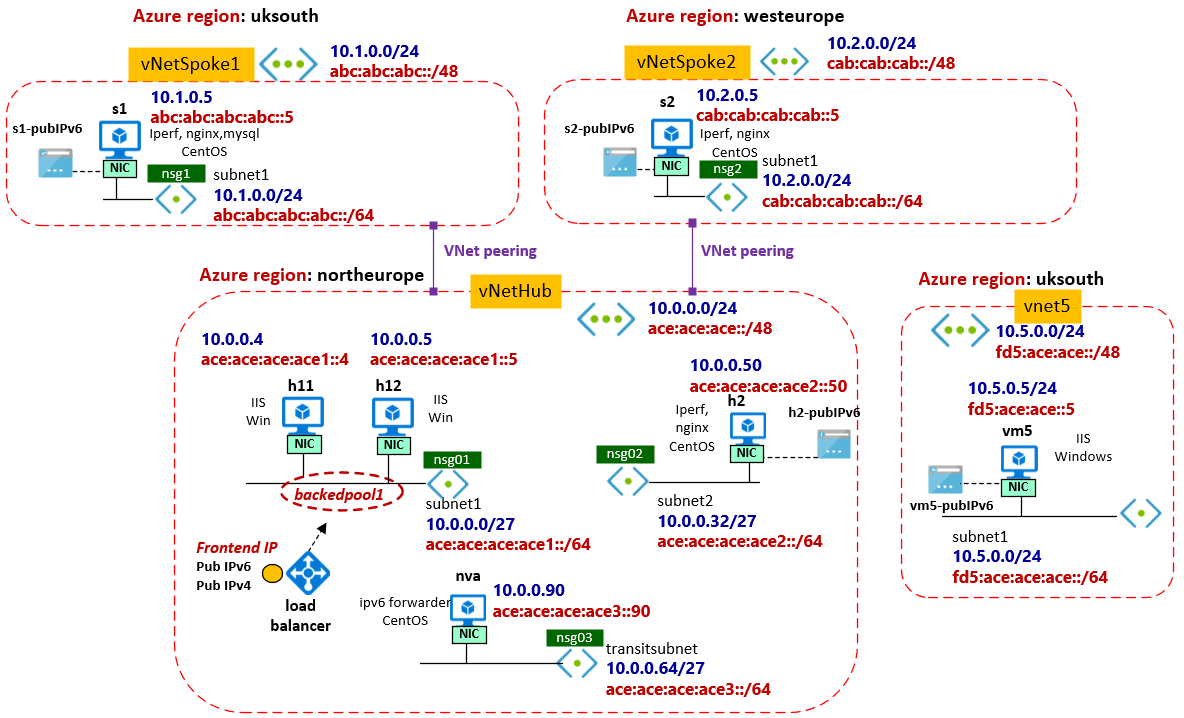 Azure region: uksouth
vNetSpoke1
10.1.0.0/24
abc:abc:abc::/48
10.1.0.5
abc:abc:abc:abc::5
s1
s1-pubIPv6
Iperf, nginx,mysql
CentOS
NIC
nsg1
subnet1
10.1.0.0/24
abc:abc:abc:abc::/64
Azure region: westeurope
vNetSpoke2
10.2.0.0/24
cab:cab:cab::/48
10.2.0.5
cab:cab:cab:cab::5
s2
s2-pubIPv6
Iperf, nginx
CentOS
NIC
nsg2
subnet1
10.2.0.0/24
cab:cab:cab:cab::/64
VNet peering
VNet peering
Azure region: northeurope
vNetHub
10.0.0.0/24
ace:ace:ace::/48
10.0.0.4
ace:ace:ace:ace1::4
h11
IIS
Win
NIC
10.0.0.5
ace:ace:ace:ace1::5
h12
IIS
Win
NIC
backedpool1
nsg01
subnet1
10.0.0.0/27
ace:ace:ace:ace1::/64
Frontend IP
Pub IPv6
Pub IPv4
load
balancer
10.0.0.50
ace:ace:ace:ace2::50
h2
Iperf,
nginx
CentOS
NIC
h2-pubIPv6
nsg02
subnet2
10.0.0.32/27
ace:ace:ace:ace2::/64
nva
10.0.0.90
ace:ace:ace:ace3::90
ipv6 forwarder
CentOS
NIC
nsg03
transitsubnet
10.0.0.64/27
ace:ace:ace:ace3::/64
Azure region: uksouth
vnet5
10.5.0.0/24
fd5:ace:ace::/48
10.5.0.5/24
fd5:ace:ace::5
vm5
IIS
Windows
NIC
vm5-pubIPv6
subnet1
10.5.0.0/24
fd5:ace:ace:ace::/64